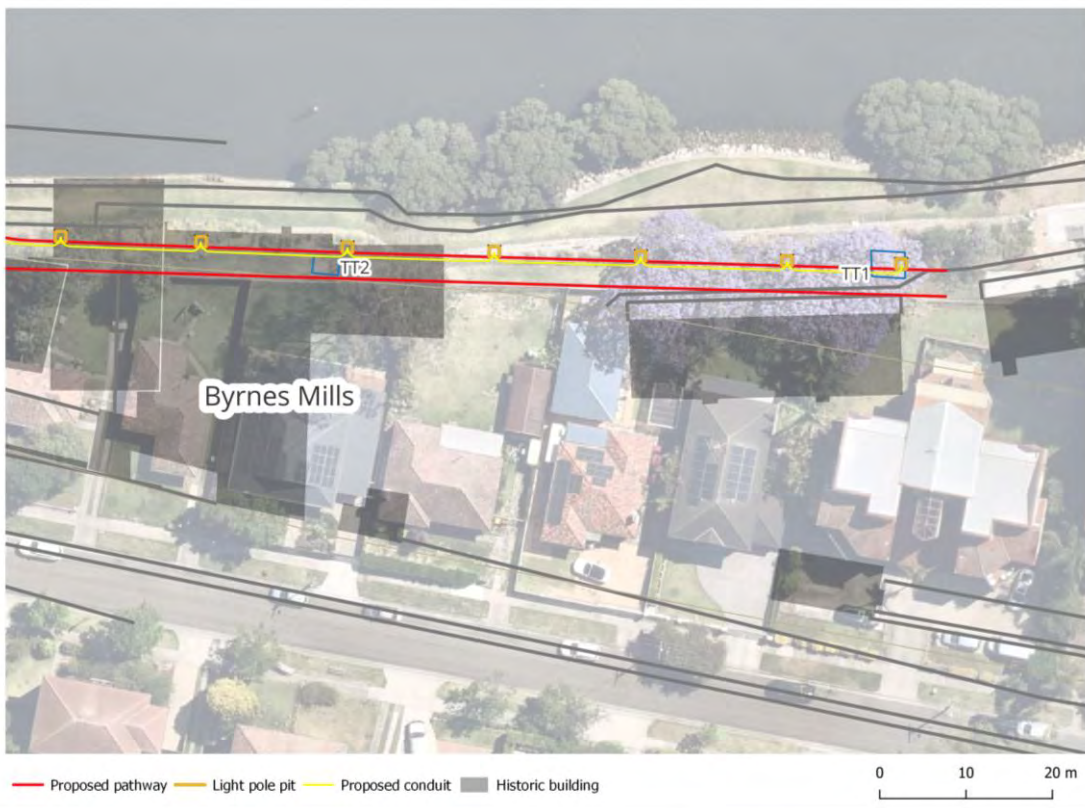 TT2
TT1
Byrnes Mills
Proposed pathway Light pole pit Proposed conduit Historic building
0 10 20 m